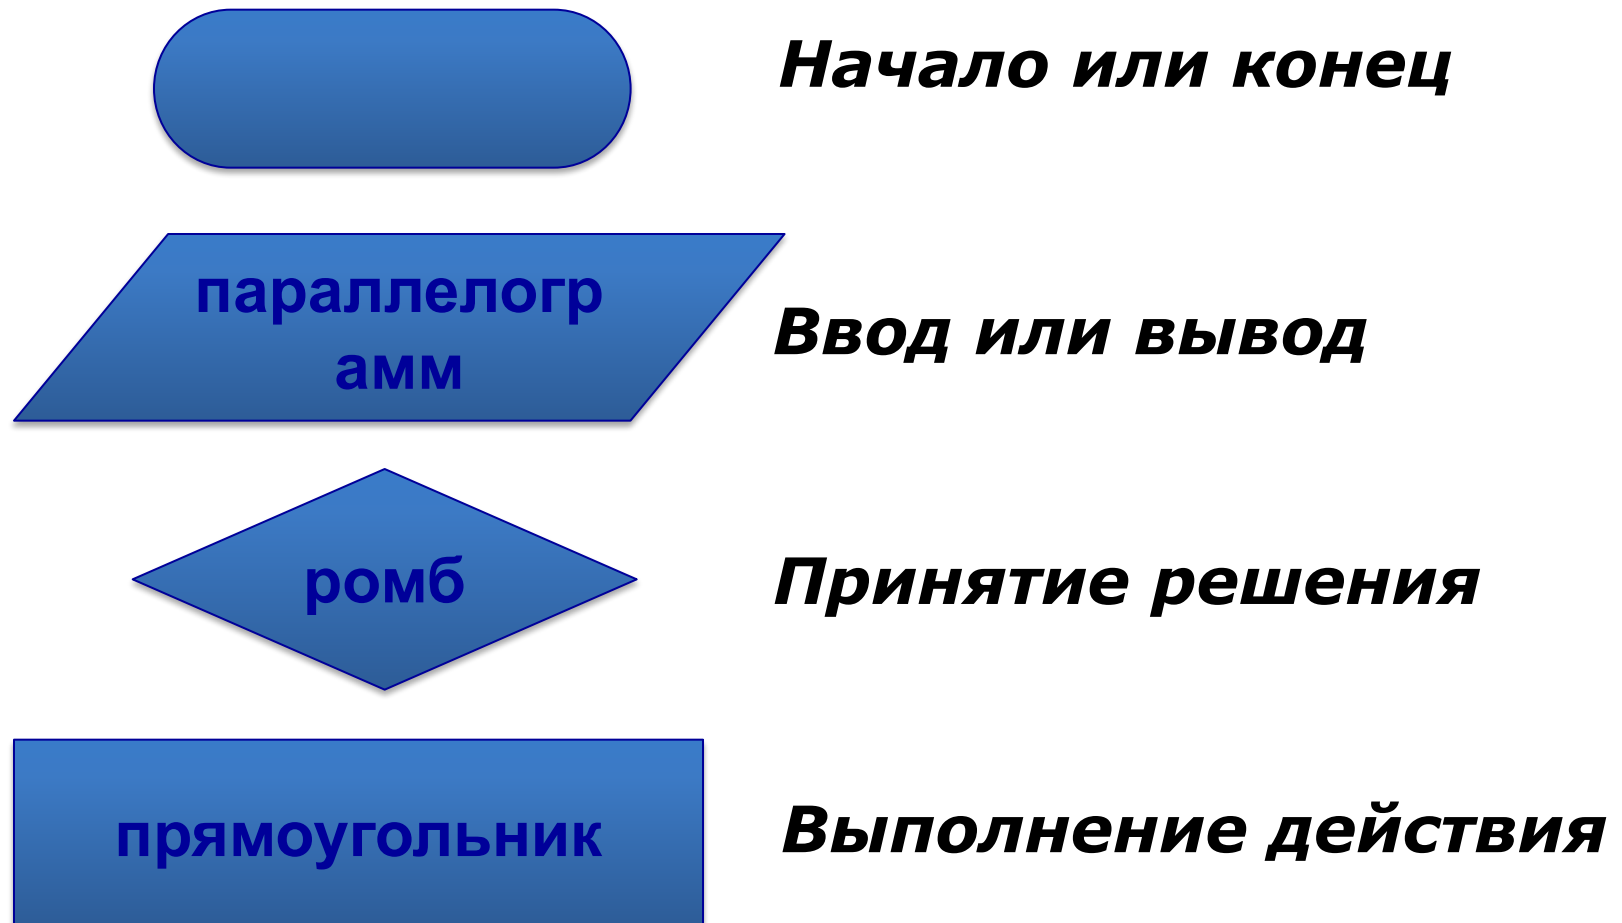 Начало или конец
параллелогр
амм
Ввод или вывод
ромб
Принятие решения
прямоугольник
Выполнение действия